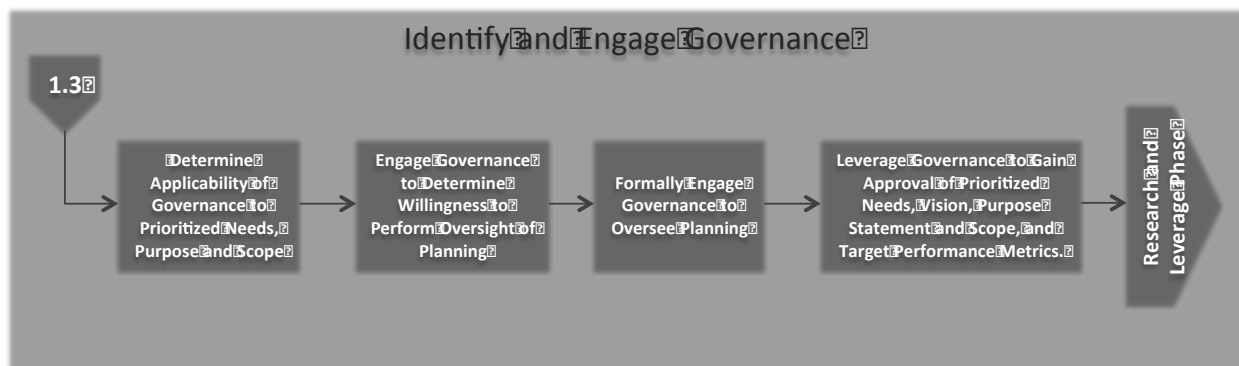 Identify and Engage Governance
1.3
Determine
Applicability of
Governance to
Prioritized Needs,
Purpose and Scope
Engage Governance
to Determine
Willingness to
Perform Oversight of
Planning
Formally Engage
Governance to
Oversee Planning
Leverage Governance to Gain
Approval of Prioritized
Needs, Vision, Purpose
Statement and Scope, and
Target Performance Metrics.
Research and
Leverage Phase